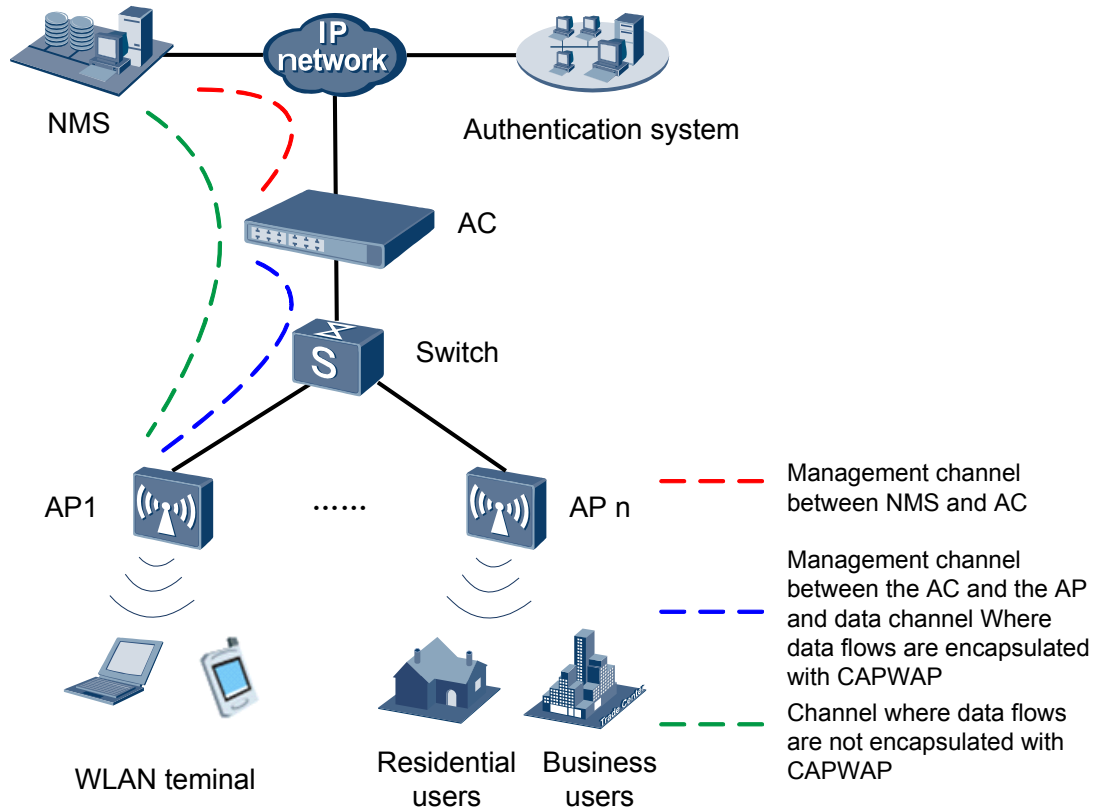 IP
network
NMS
Authentication system
AC
Switch
S
AP1
......
AP n
Management channel
between NMS and AC
Management channel
between the AC and the AP
and data channel Where
data flows are encapsulated
with CAPWAP
Channel where data flows
are not encapsulated with
CAPWAP
Trade Center
WLAN teminal
Residential
users
Business
users